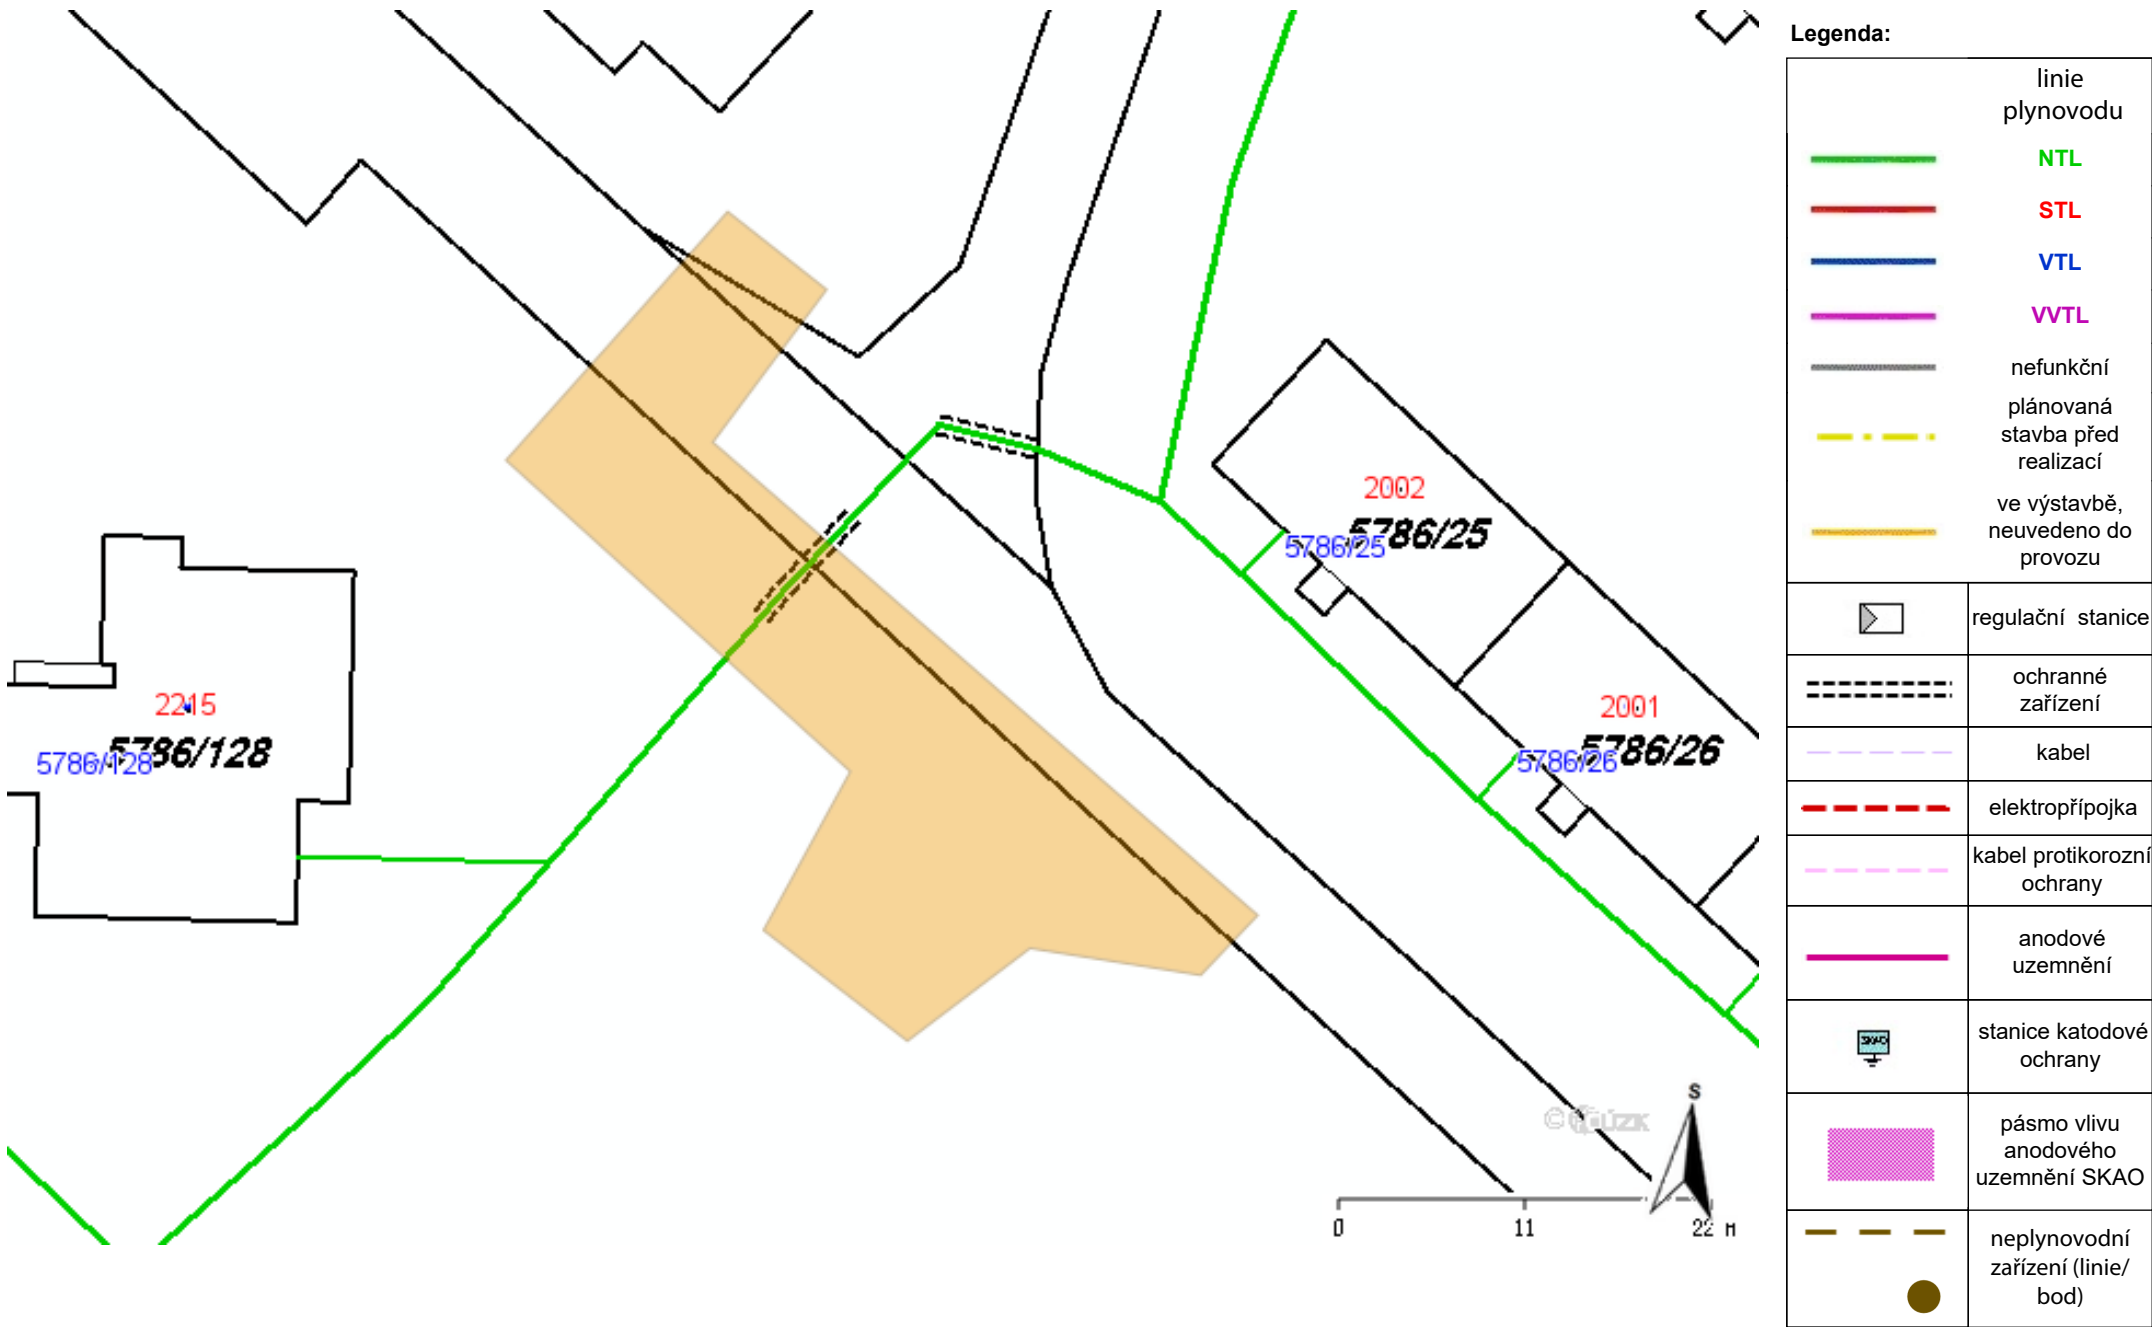 Legenda:
linie
plynovodu
NTL
STL
VTL
VVTL
nefunkční
plánovaná
stavba před
realizací
ve výstavbě,
neuvedeno do
provozu
regulační stanice
ochranné
zařízení
kabel
elektropřípojka
kabel protikorozní
ochrany
anodové
uzemnění
SKAO
stanice katodové
ochrany
pásmo vlivu
anodového
uzemnění SKAO
neplynovodní
zařízení (linie/
bod)
2002
5786/25
5786/25
2001
5786/26
5786/26
2215
5786/128
5786/128
S
0 11 22 M